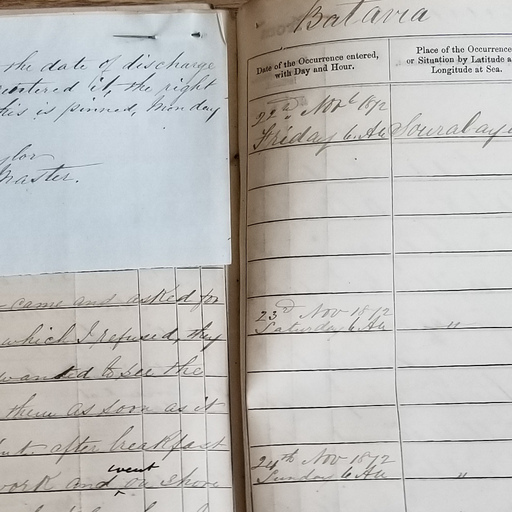 the date of discharge
entered it, the right
this is pinned, Monday
Master.
came and asked for
which I refused, they
wanted to see the
them as soon as it
but after breakfast
work and went on shore
Batavia
Date of the Occurrence entered, with Day and Hour.
Place of the Occurrence or Situation by Latitude a Longitude at Sea.
22nd Nov 1872
Friday 6 AM Sourabaya
23rd Nov 1872
Saturday 6 AM "
24th Nov 1872
Sunday 6 AM "